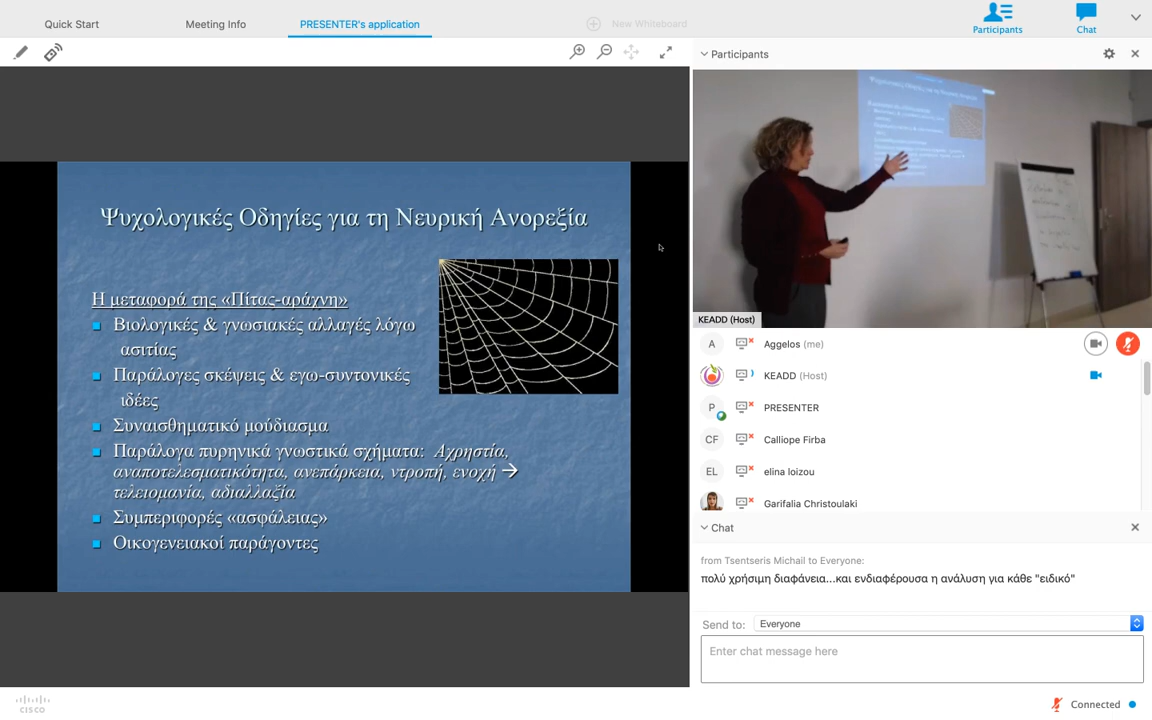 Quick Start
Meeting Info
PRESENTER's application
New Whiteboard
Participants
Chat
Participants
Ψυχολογικές Οδηγίες για τη Νευρική Ανορεξία
Η μεταφορά της «Πίτας-αράχνη»
Βιολογικές & γνωσιακές αλλαγές λόγω
ασιτίας
Παράλογες σκέψεις & εγω-συντονικές
ιδέες
Συναισθηματικό μούδιασμα
Παράλογα πυρηνικά γνωστικά σχήματα: Αχρηστία,
αναποτελεσματικότητα, ανεπάρκεια, ντροπή, ενοχή →
τελειομανία, αδιαλλαξία
Συμπεριφορές «ασφάλειας»
Οικογενειακοί παράγοντες
KEADD (Host)
A Aggelos (me)
KEADD (Host)
P PRESENTER
CF Calliope Firba
EL elina loizou
Garifalia Christoulaki
Chat
from Tsentseris Michail to Everyone:
πολύ χρήσιμη διαφάνεια...και ενδιαφέρουσα η ανάλυση για κάθε "ειδικό"
Send to: Everyone
Enter chat message here
CISCO
Connected